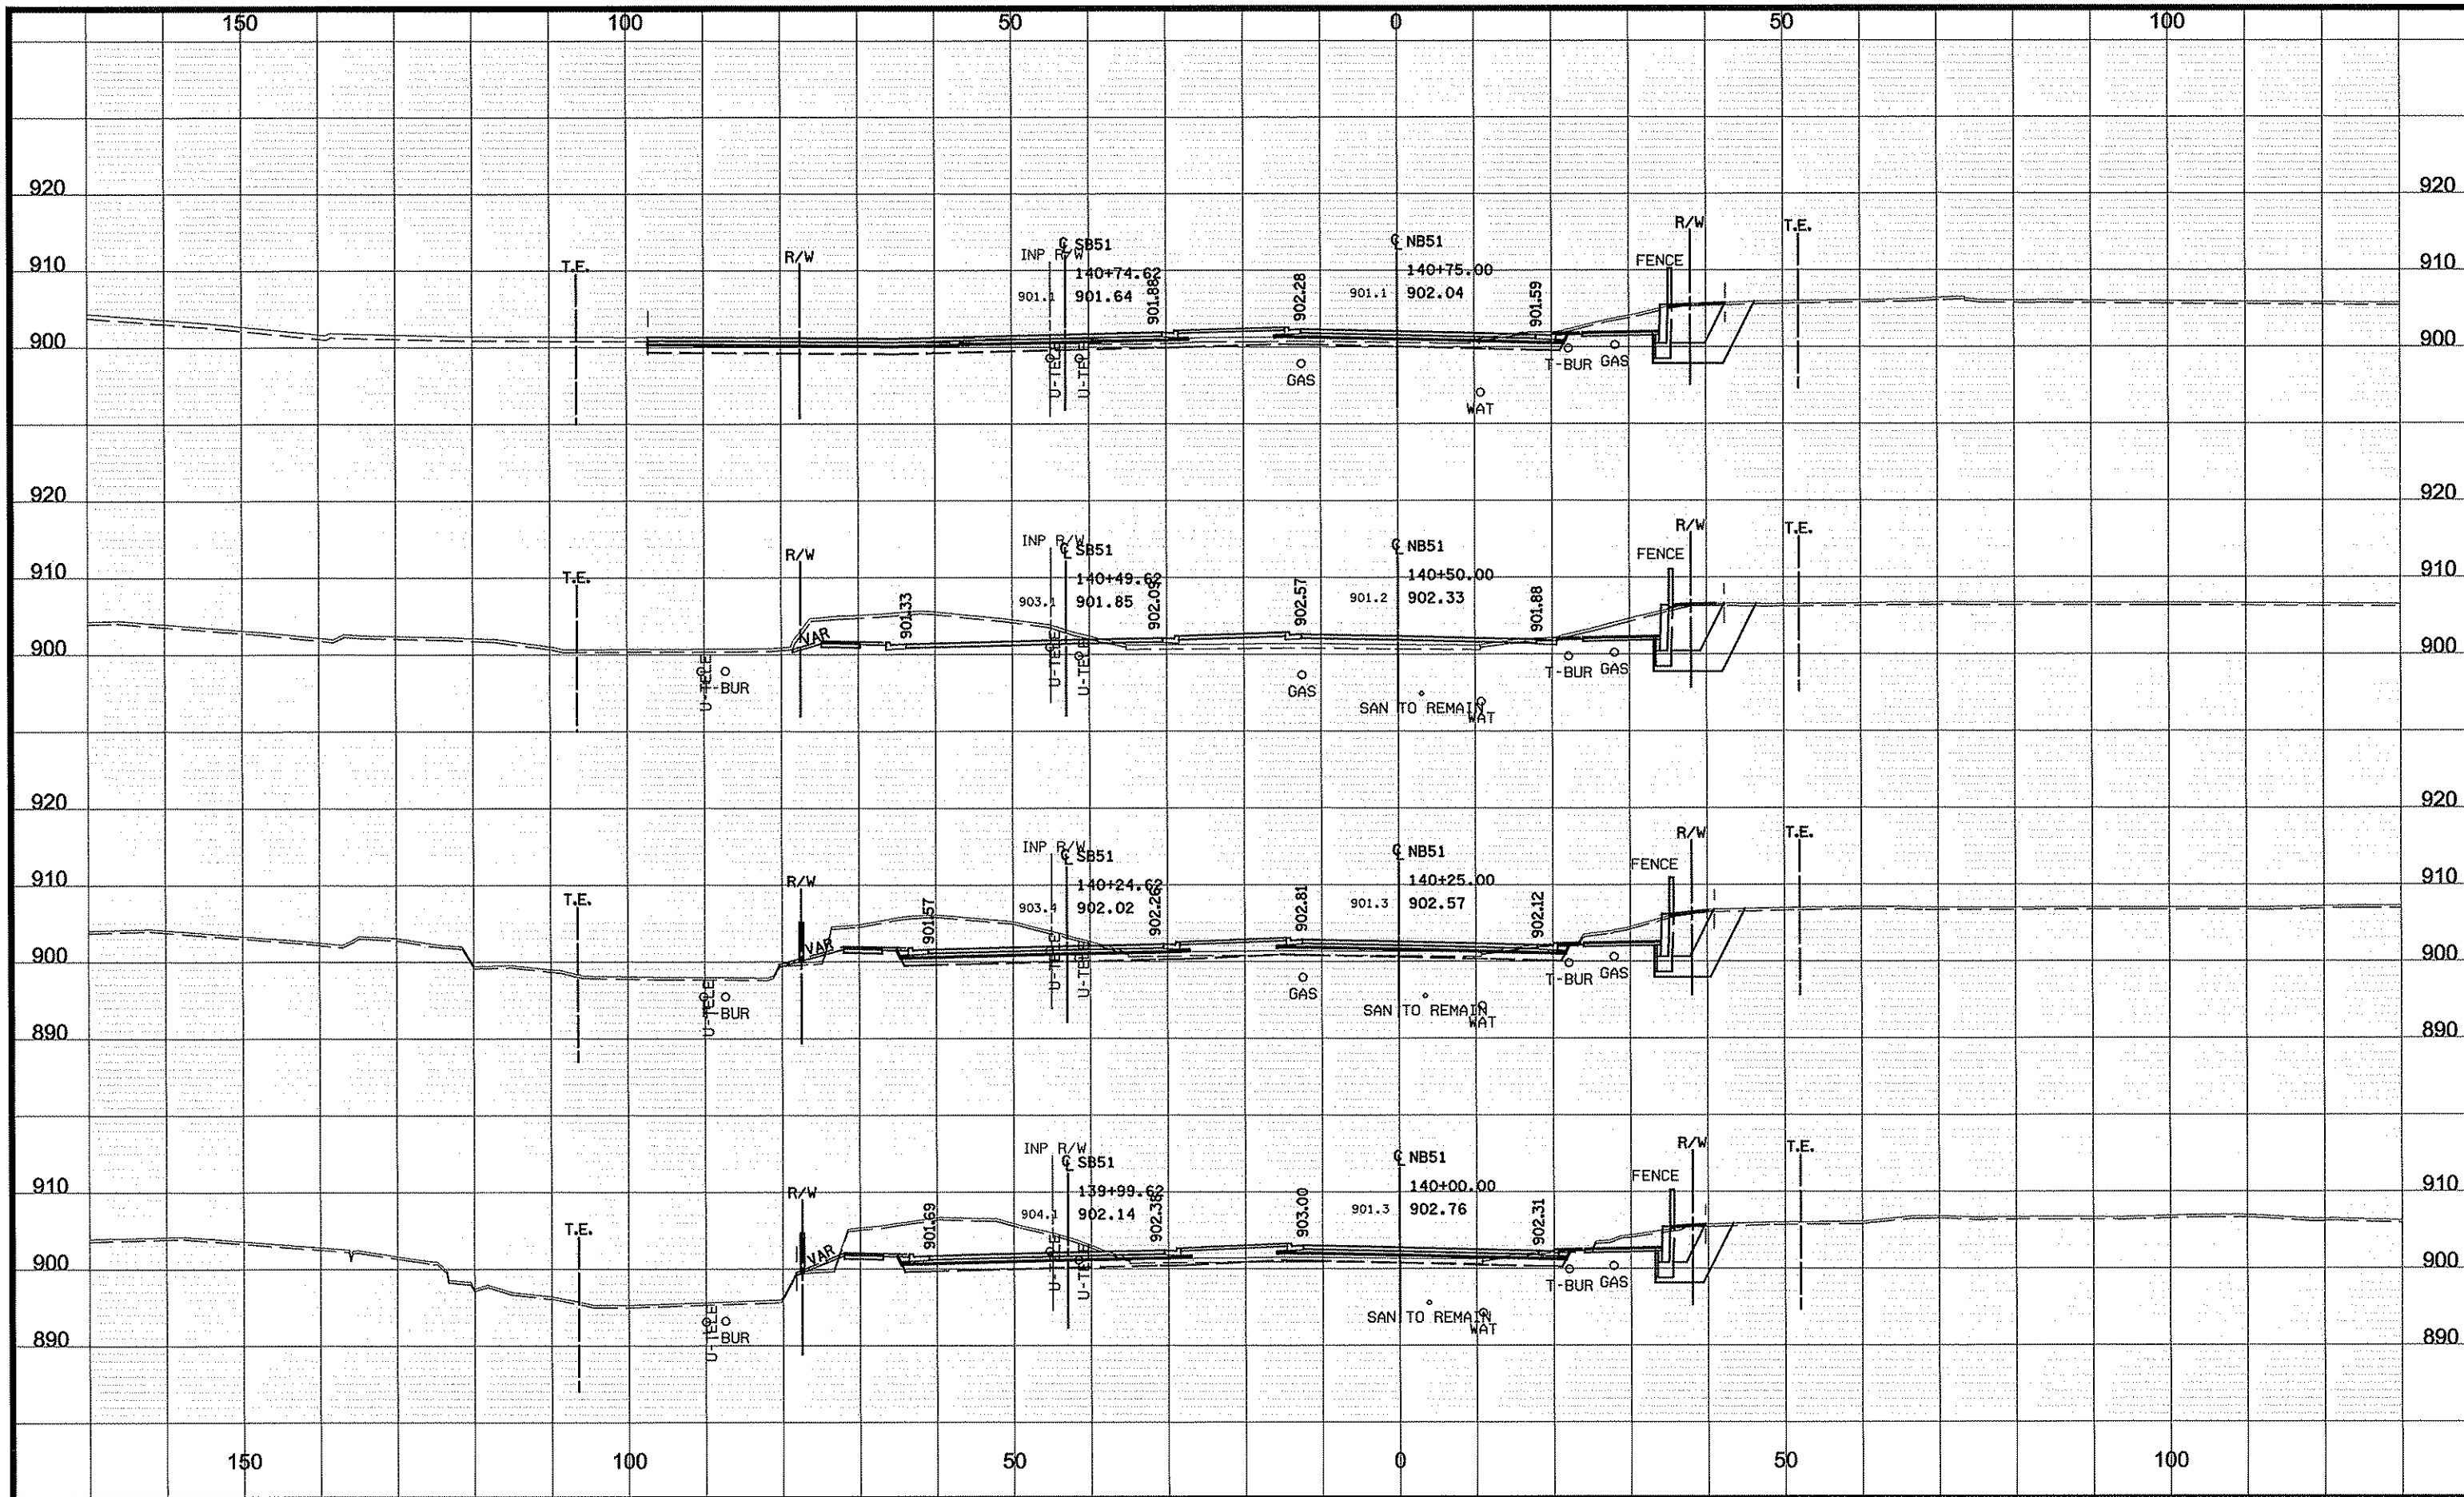 150 100 50 0 50 100
920 920
R/W T.E.
℄ SB51 ℄ NB51
INP R/W
R/W FENCE
T.E.
910 140+74.62 140+75.00 910
901.1 901.64 901.88 902.28 901.1 902.04 901.59
900 900
U-TELE U-TELE GAS WAT T-BUR GAS
920 920
R/W T.E.
INP R/W ℄ SB51 ℄ NB51
R/W FENCE
T.E.
910 140+49.62 140+50.00 910
903.1 901.85 902.57 901.2 902.33 901.88
901.33
VAR
900 900
U-TELE T-BUR U-TELE U-TELE GAS SAN TO REMAIN WAT T-BUR GAS
920 920
R/W T.E.
INP R/W ℄ SB51 ℄ NB51
FENCE
R/W
910 140+24.62 140+25.00 910
T.E.
903.4 902.02 902.26 902.81 901.3 902.57 902.12
901.57
VAR
900 900
U-TELE T-BUR U-TELE U-TELE GAS SAN TO REMAIN WAT T-BUR GAS
890 890
R/W T.E.
INP R/W ℄ SB51 ℄ NB51
FENCE
910 R/W 139+99.62 140+00.00 910
904.1 902.14 902.38 903.00 901.3 902.76 902.31
T.E. 901.69
VAR
900 900
U-TELE BUR U-TELE U-TELE SAN TO REMAIN WAT T-BUR GAS
890 890
150 100 50 0 50 100